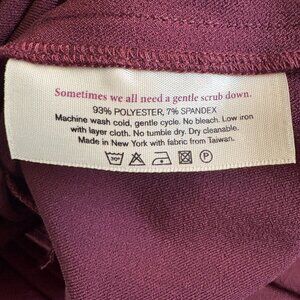 Sometimes we all need a gentle scrub down.
93% POLYESTER, 7% SPANDEX
Machine wash cold, gentle cycle. No bleach. Low iron
with layer cloth. No tumble dry. Dry cleanable.
Made in New York with fabric from Taiwan.
30° P